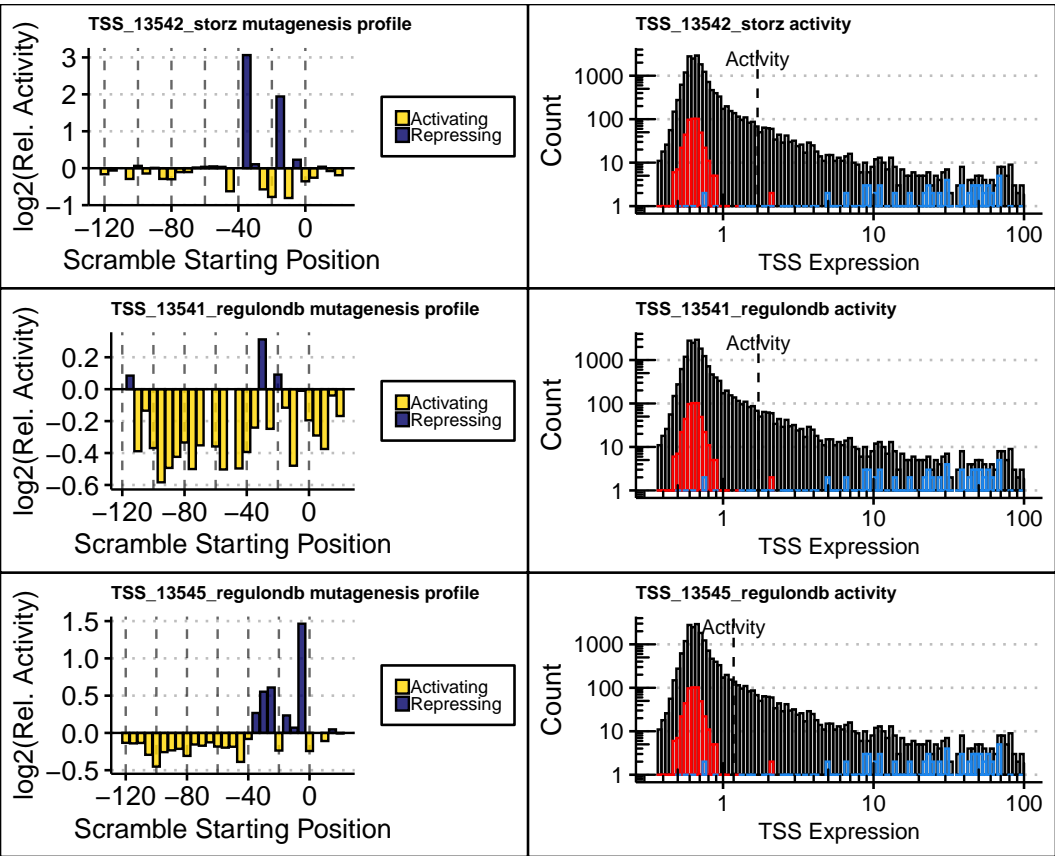 TSS_13542_storz mutagenesis profile
log2(Rel. Activity)
3
2
1
0
−1
−120 −80 −40 0
Scramble Starting Position
Activating
Repressing
TSS_13542_storz activity
Activity
Count
1000
100
10
1
1 10 100
TSS Expression
TSS_13541_regulondb mutagenesis profile
log2(Rel. Activity)
0.2
0.0
−0.2
−0.4
−0.6
−120 −80 −40 0
Scramble Starting Position
Activating
Repressing
TSS_13541_regulondb activity
Activity
Count
1000
100
10
1
1 10 100
TSS Expression
TSS_13545_regulondb mutagenesis profile
log2(Rel. Activity)
1.5
1.0
0.5
0.0
−0.5
−120 −80 −40 0
Scramble Starting Position
Activating
Repressing
TSS_13545_regulondb activity
Activity
Count
1000
100
10
1
1 10 100
TSS Expression